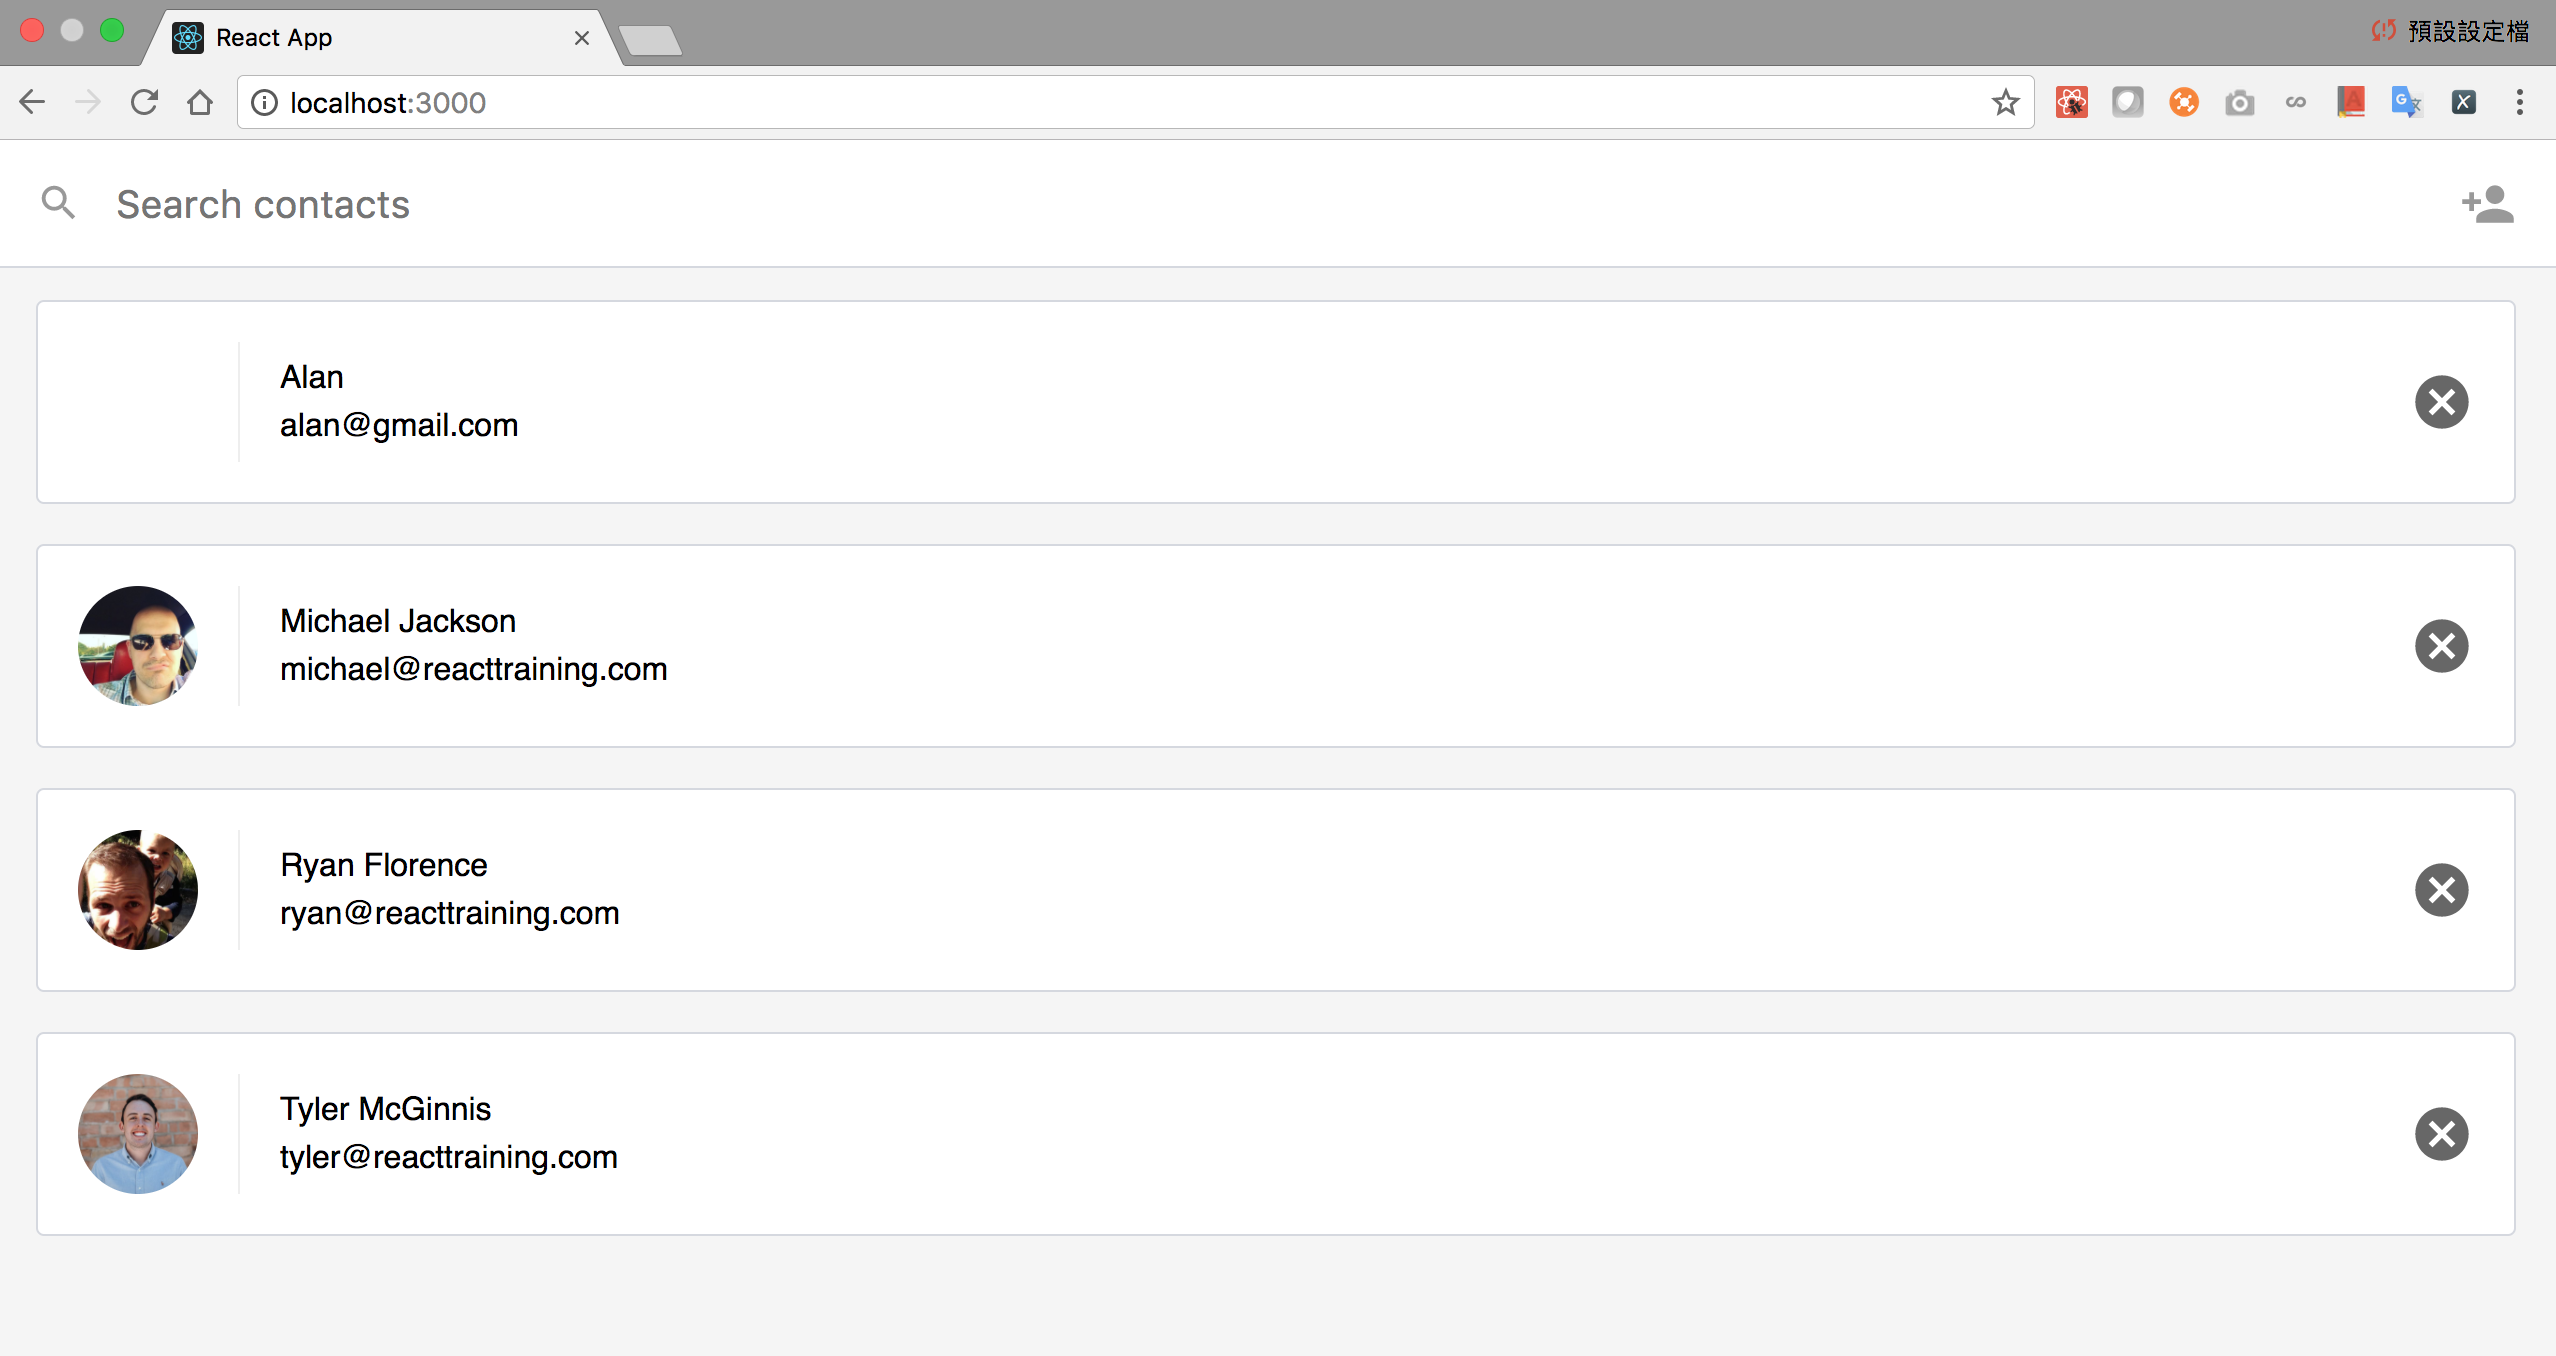 React App
預設設定檔
localhost:3000
Search contacts
Alan
alan@gmail.com
Michael Jackson
michael@reacttraining.com
Ryan Florence
ryan@reacttraining.com
Tyler McGinnis
tyler@reacttraining.com